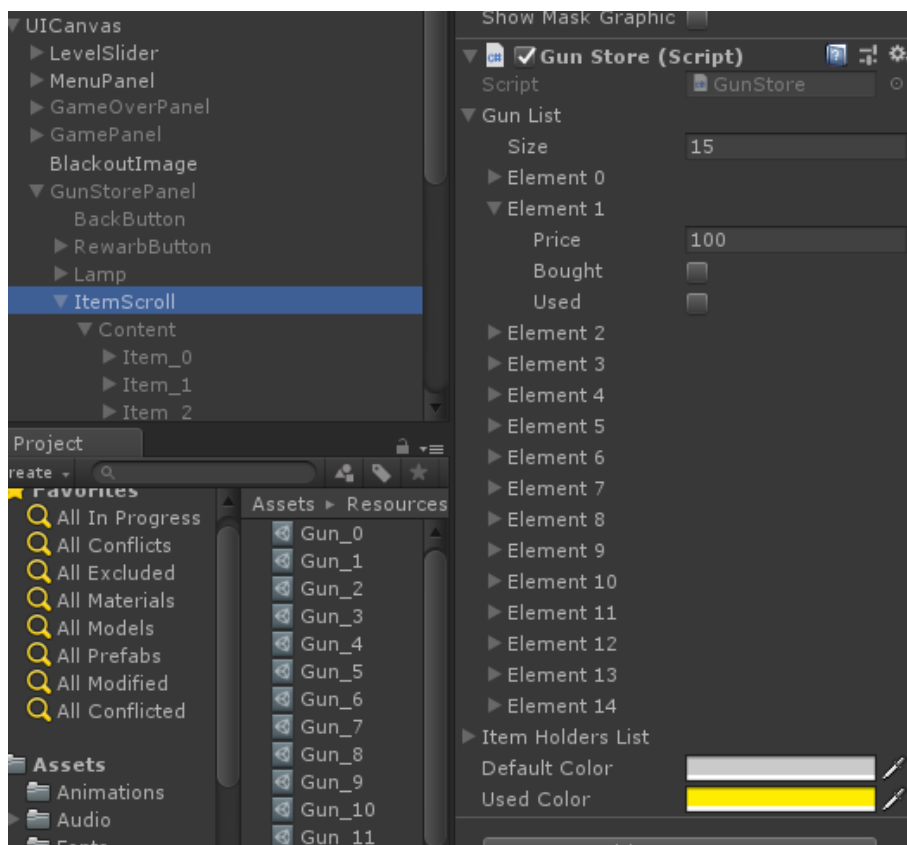 UICanvas
LevelSlider
MenuPanel
GameOverPanel
GamePanel
BlackoutImage
GunStorePanel
BackButton
RewarbButton
Lamp
ItemScroll
Content
Item_0
Item_1
Item_2
Project
reate
Favorites
All In Progress
All Conflicts
All Excluded
All Materials
All Models
All Prefabs
All Modified
All Conflicted
Assets
Animations
Audio
Fonts
Assets ▸ Resources
Gun_0
Gun_1
Gun_2
Gun_3
Gun_4
Gun_5
Gun_6
Gun_7
Gun_8
Gun_9
Gun_10
Gun_11
Show Mask Graphic
C# Gun Store (Script)
Script GunStore
Gun List
Size 15
Element 0
Element 1
Price 100
Bought
Used
Element 2
Element 3
Element 4
Element 5
Element 6
Element 7
Element 8
Element 9
Element 10
Element 11
Element 12
Element 13
Element 14
Item Holders List
Default Color
Used Color